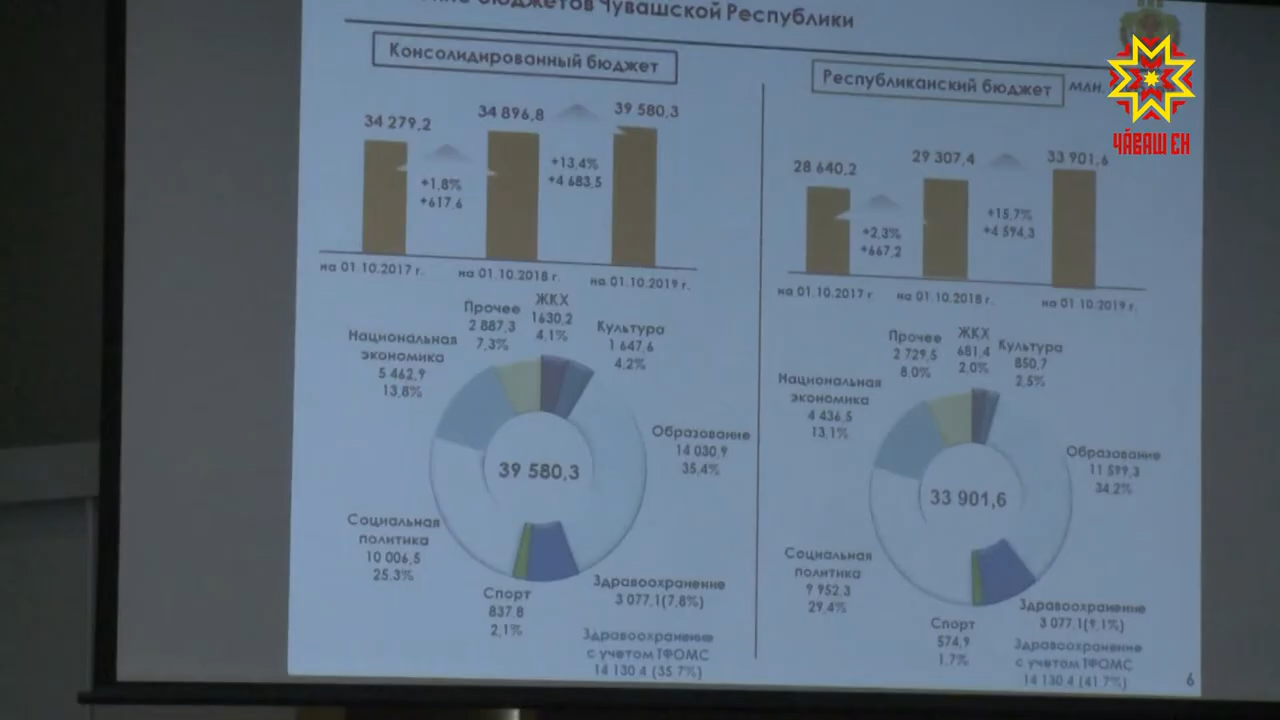 бюджетов Чувашской Республики
Консолидированный бюджет
34 279,2
34 896,8
39 580,3
+1,8%
+617,6
+13,4%
+4 683,5
на 01.10.2017 г.
на 01.10.2018 г.
на 01.10.2019 г.
Прочее
2 887,3
7,3%
ЖКХ
1630,2
4,1%
Культура
1 647,6
4,2%
Национальная
экономика
5 462,9
13,8%
Образование
14 030,9
35,4%
39 580,3
Социальная
политика
10 006,5
25,3%
Спорт
837,8
2,1%
Здравоохранение
3 077,1(7,8%)
Здравоохранение
с учетом ТФОМС
14 130,4 (35,7%)
Республиканский бюджет
млн.
28 640,2
29 307,4
33 901,6
+2,3%
+667,2
+15,7%
+4 594,3
на 01.10.2017 г.
на 01.10.2018 г.
на 01.10.2019 г.
Прочее
2 729,5
8,0%
ЖКХ
681,4
2,0%
Культура
850,7
2,5%
Национальная
экономика
4 436,5
13,1%
Образование
11 599,3
34,2%
33 901,6
Социальная
политика
9 952,3
29,4%
Спорт
574,9
1,7%
Здравоохранение
3 077,1(9,1%)
Здравоохранение
с учетом ТФОМС
14 130,4 (41,7%)
6
ЧĂВАШ ЕН